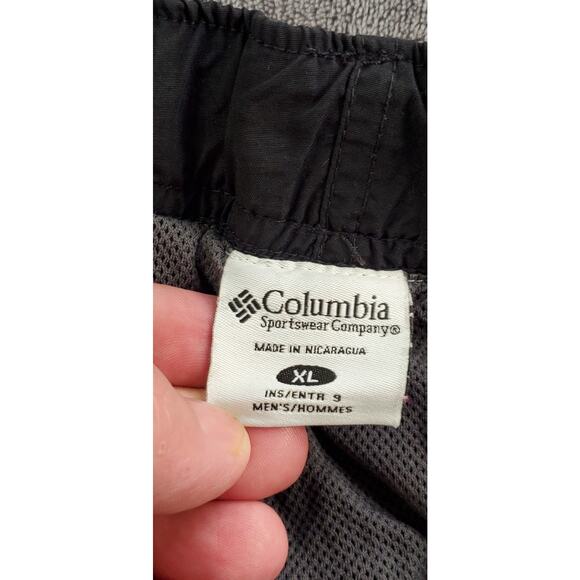 Columbia
Sportswear Company®
MADE IN NICARAGUA
XL
INS/ENTR 9
MEN'S/HOMMES